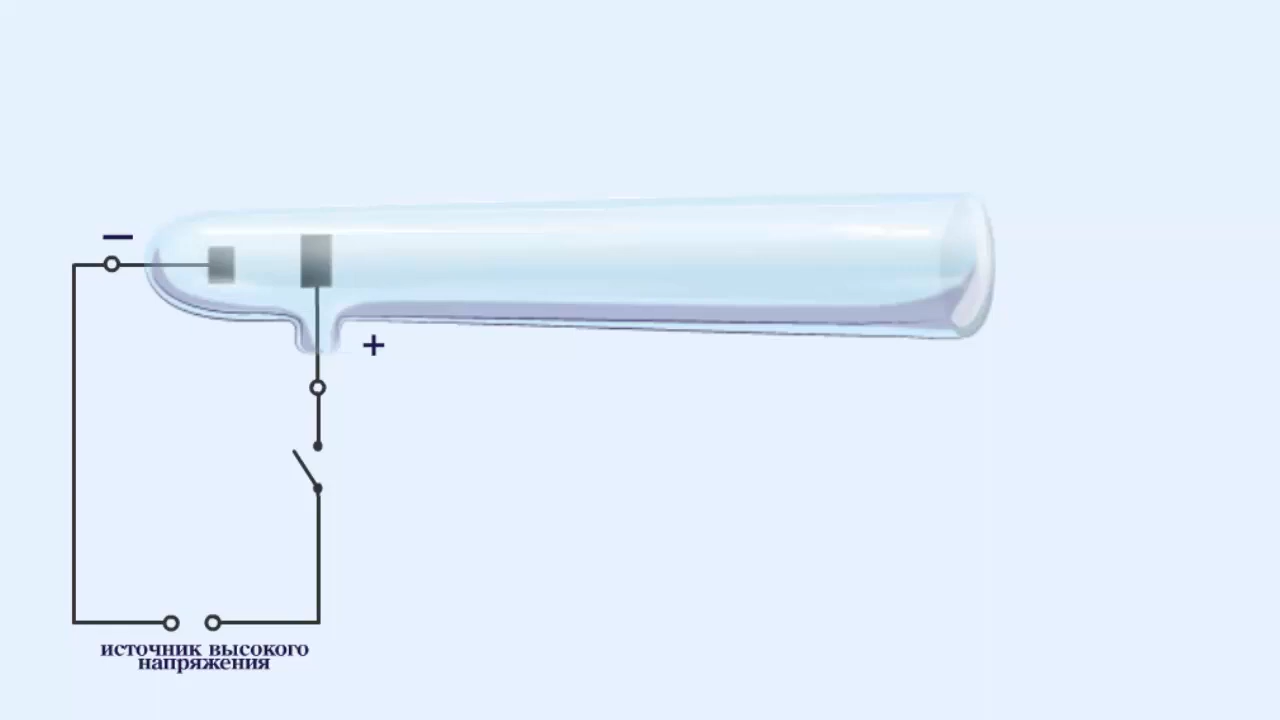 −
+
источник высокого
напряжения